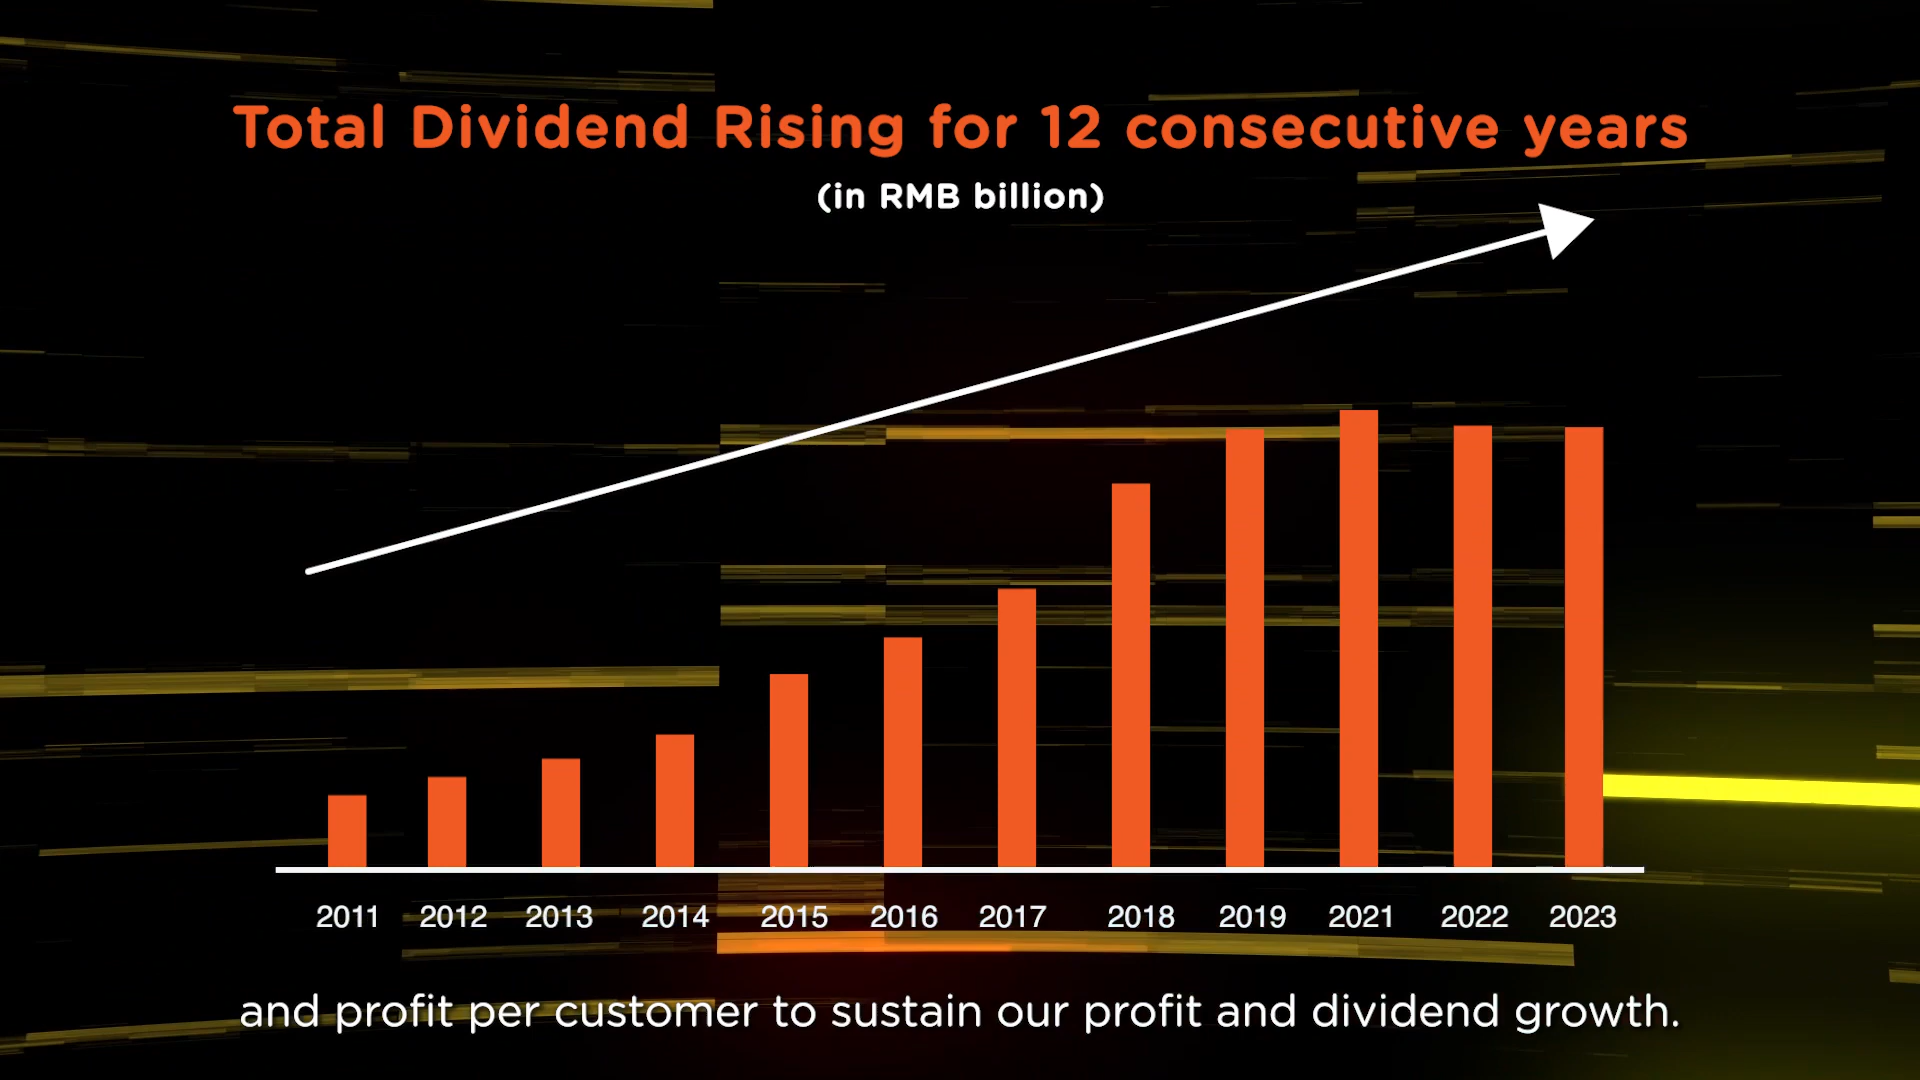 Total Dividend Rising for 12 consecutive years
(in RMB billion)
2011 2012 2013 2014 2015 2016 2017 2018 2019 2021 2022 2023
and profit per customer to sustain our profit and dividend growth.